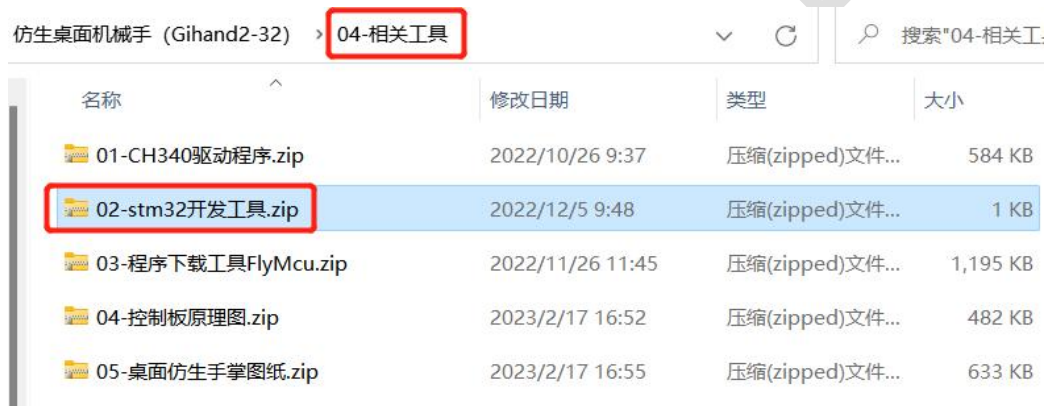 仿生桌面机械手 (Gihand2-32) › 04-相关工具 搜索"04-相关工
名称 修改日期 类型 大小
01-CH340驱动程序.zip 2022/10/26 9:37 压缩(zipped)文件... 584 KB
02-stm32开发工具.zip 2022/12/5 9:48 压缩(zipped)文件... 1 KB
03-程序下载工具FlyMcu.zip 2022/11/26 11:45 压缩(zipped)文件... 1,195 KB
04-控制板原理图.zip 2023/2/17 16:52 压缩(zipped)文件... 482 KB
05-桌面仿生手掌图纸.zip 2023/2/17 16:55 压缩(zipped)文件... 633 KB